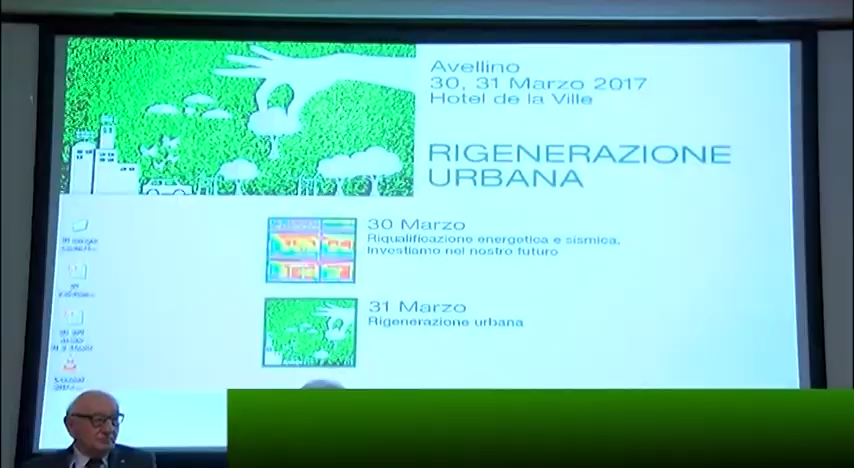 Avellino
30, 31 Marzo 2017
Hotel de la Ville
RIGENERAZIONE
URBANA
30 Marzo
Riqualificazione energetica e sismica,
Investiamo nel nostro futuro
31 Marzo
Rigenerazione urbana